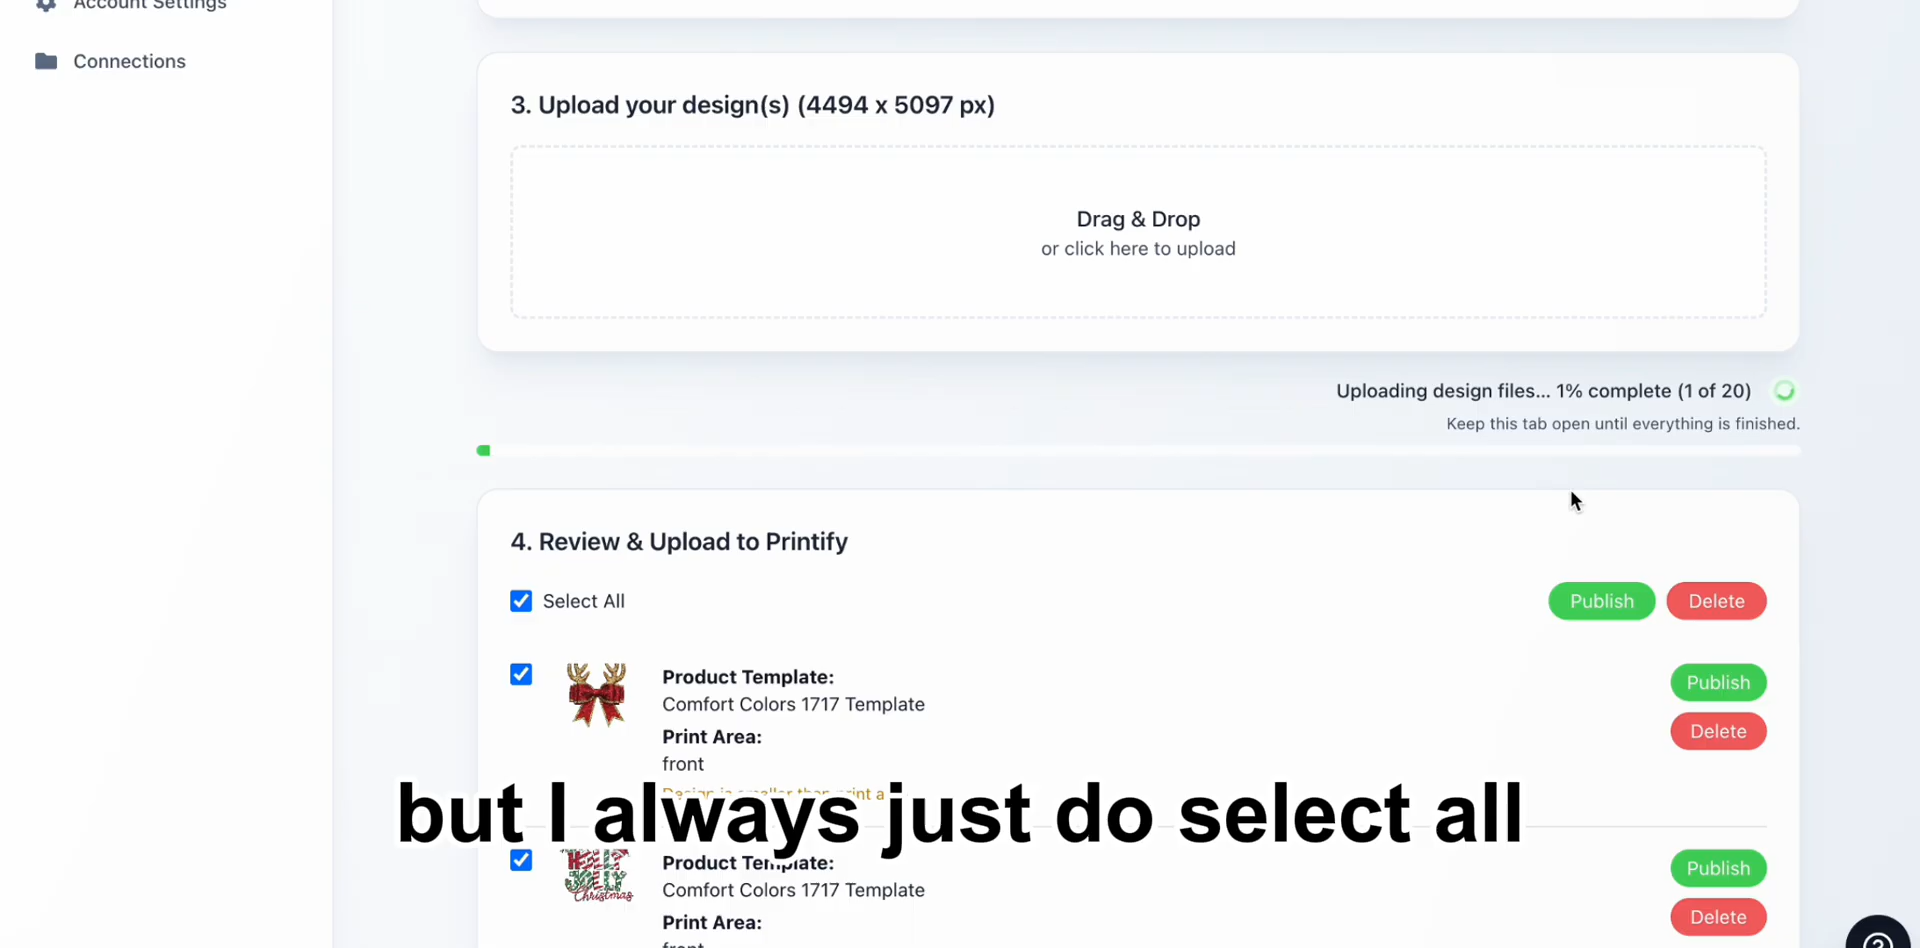 Account Settings
Connections
3. Upload your design(s) (4494 x 5097 px)
Drag & Drop
or click here to upload
Uploading design files... 1% complete (1 of 20)
Keep this tab open until everything is finished.
4. Review & Upload to Printify
Select All
Publish
Delete
Product Template:
Comfort Colors 1717 Template
Print Area:
front
Publish
Delete
Design is smaller than print a
but I always just do select all
HOLLY
JOLLY
Christmas
Product Template:
Comfort Colors 1717 Template
Print Area:
front
Publish
Delete